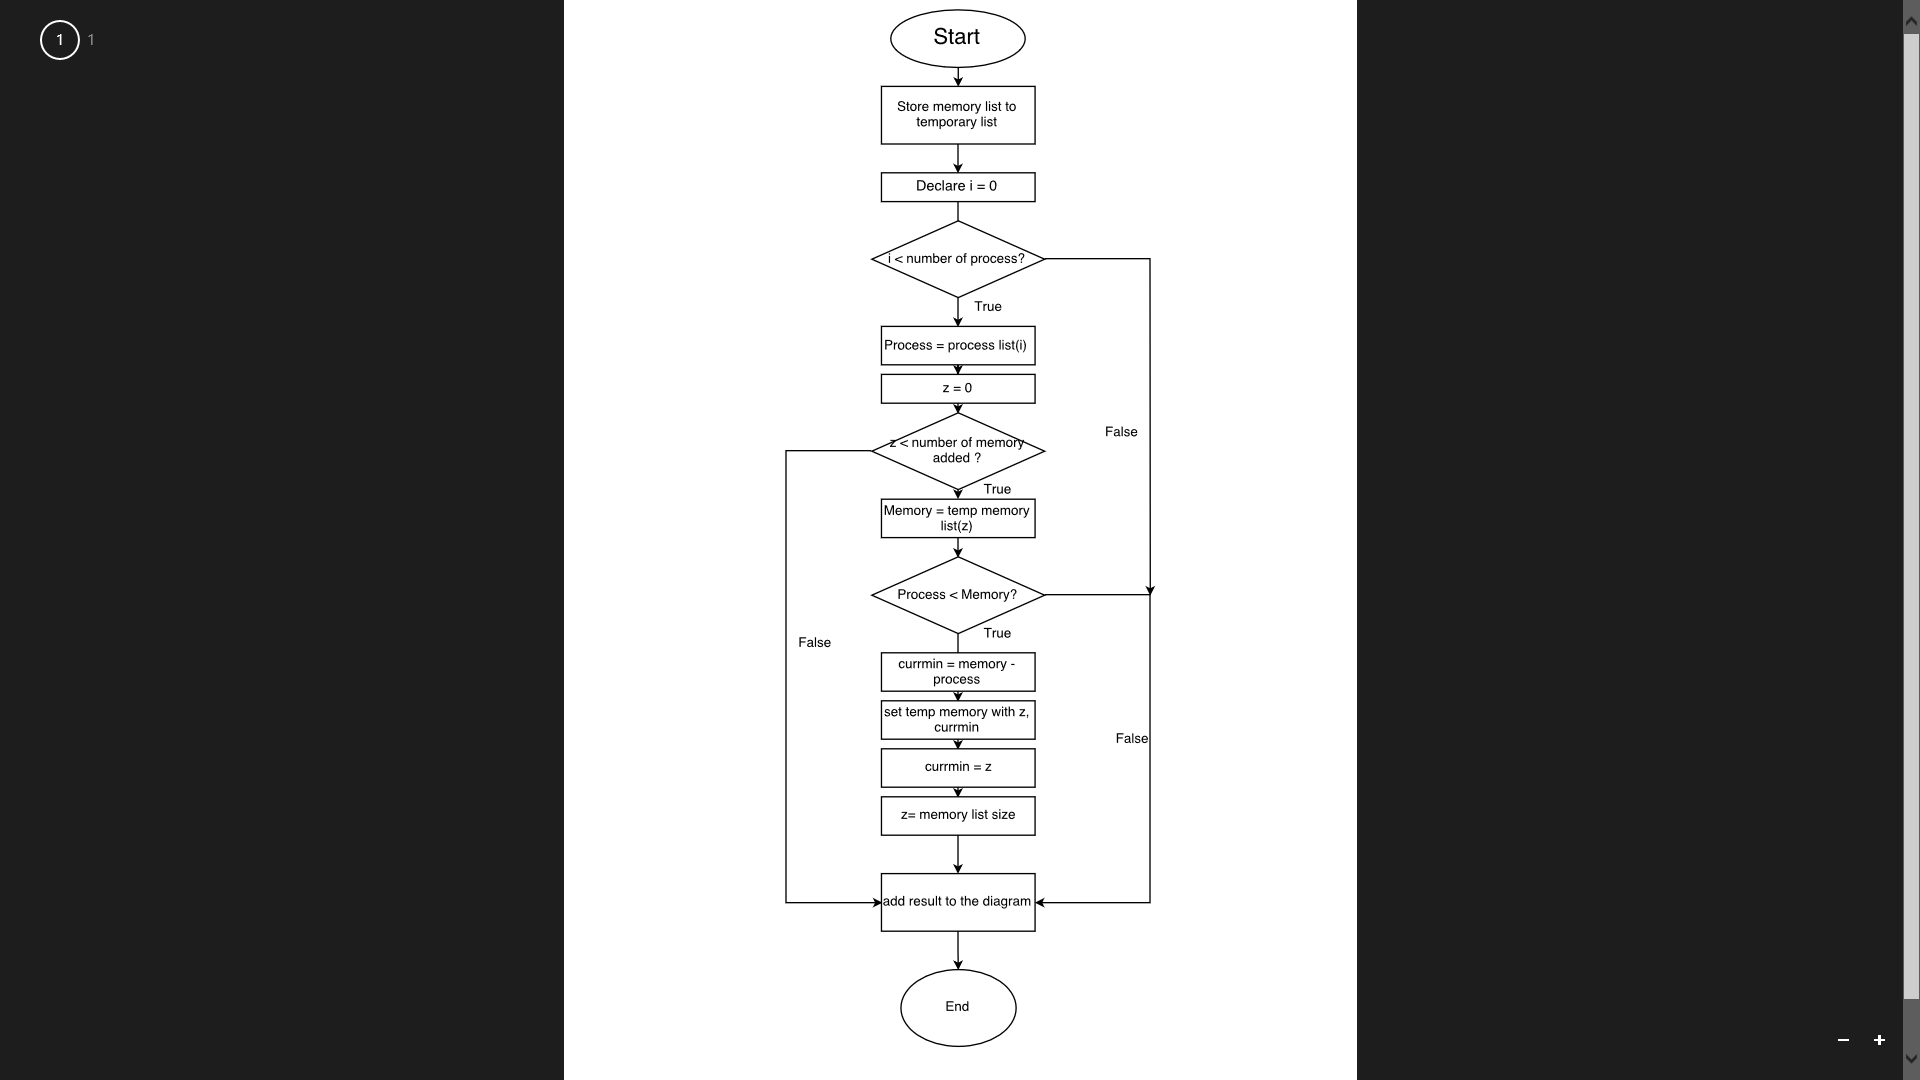 1 1
Start
Store memory list to
temporary list
Declare i = 0
i < number of process?
True
Process = process list(i)
z = 0
False
z < number of memory
added ?
True
Memory = temp memory
list(z)
Process < Memory?
True
False
currmin = memory -
process
set temp memory with z,
currmin
False
currmin = z
z= memory list size
add result to the diagram
End